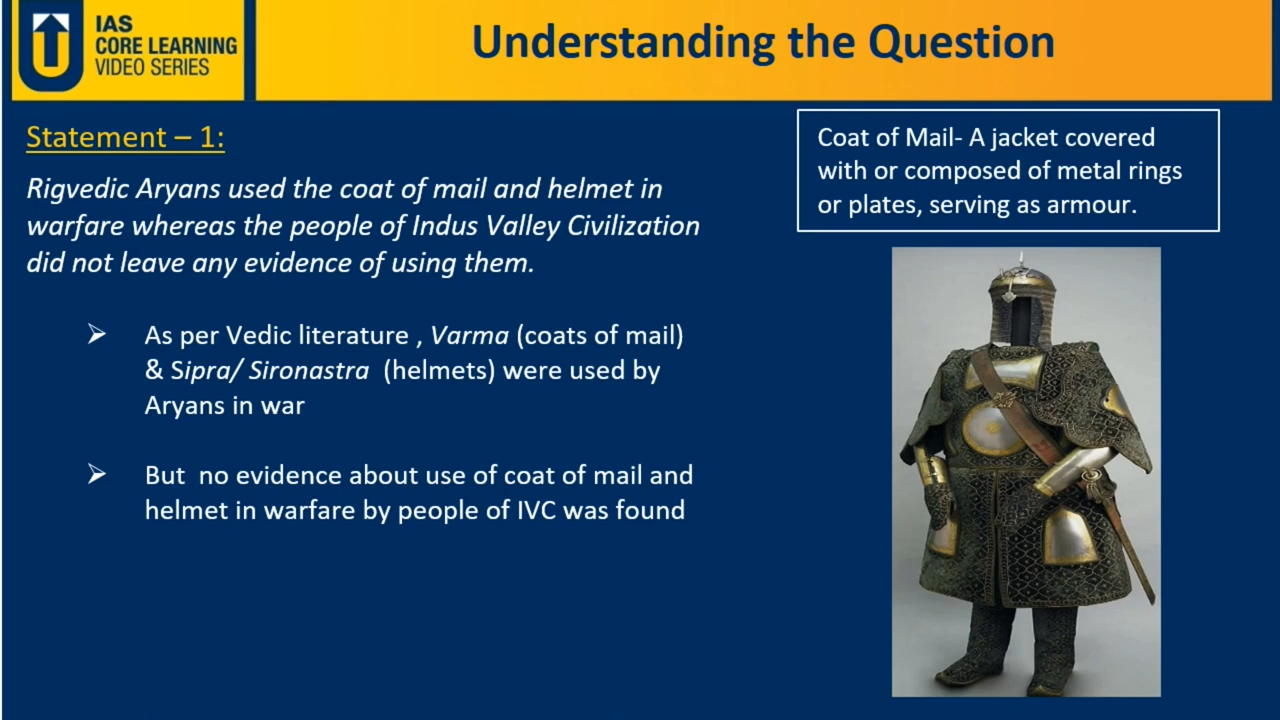 IAS
CORE LEARNING
VIDEO SERIES
Understanding the Question
Statement – 1:
Rigvedic Aryans used the coat of mail and helmet in
warfare whereas the people of Indus Valley Civilization
did not leave any evidence of using them.
➢ As per Vedic literature , Varma (coats of mail)
& Sipra/ Sironastra (helmets) were used by
Aryans in war
➢ But no evidence about use of coat of mail and
helmet in warfare by people of IVC was found
Coat of Mail- A jacket covered
with or composed of metal rings
or plates, serving as armour.